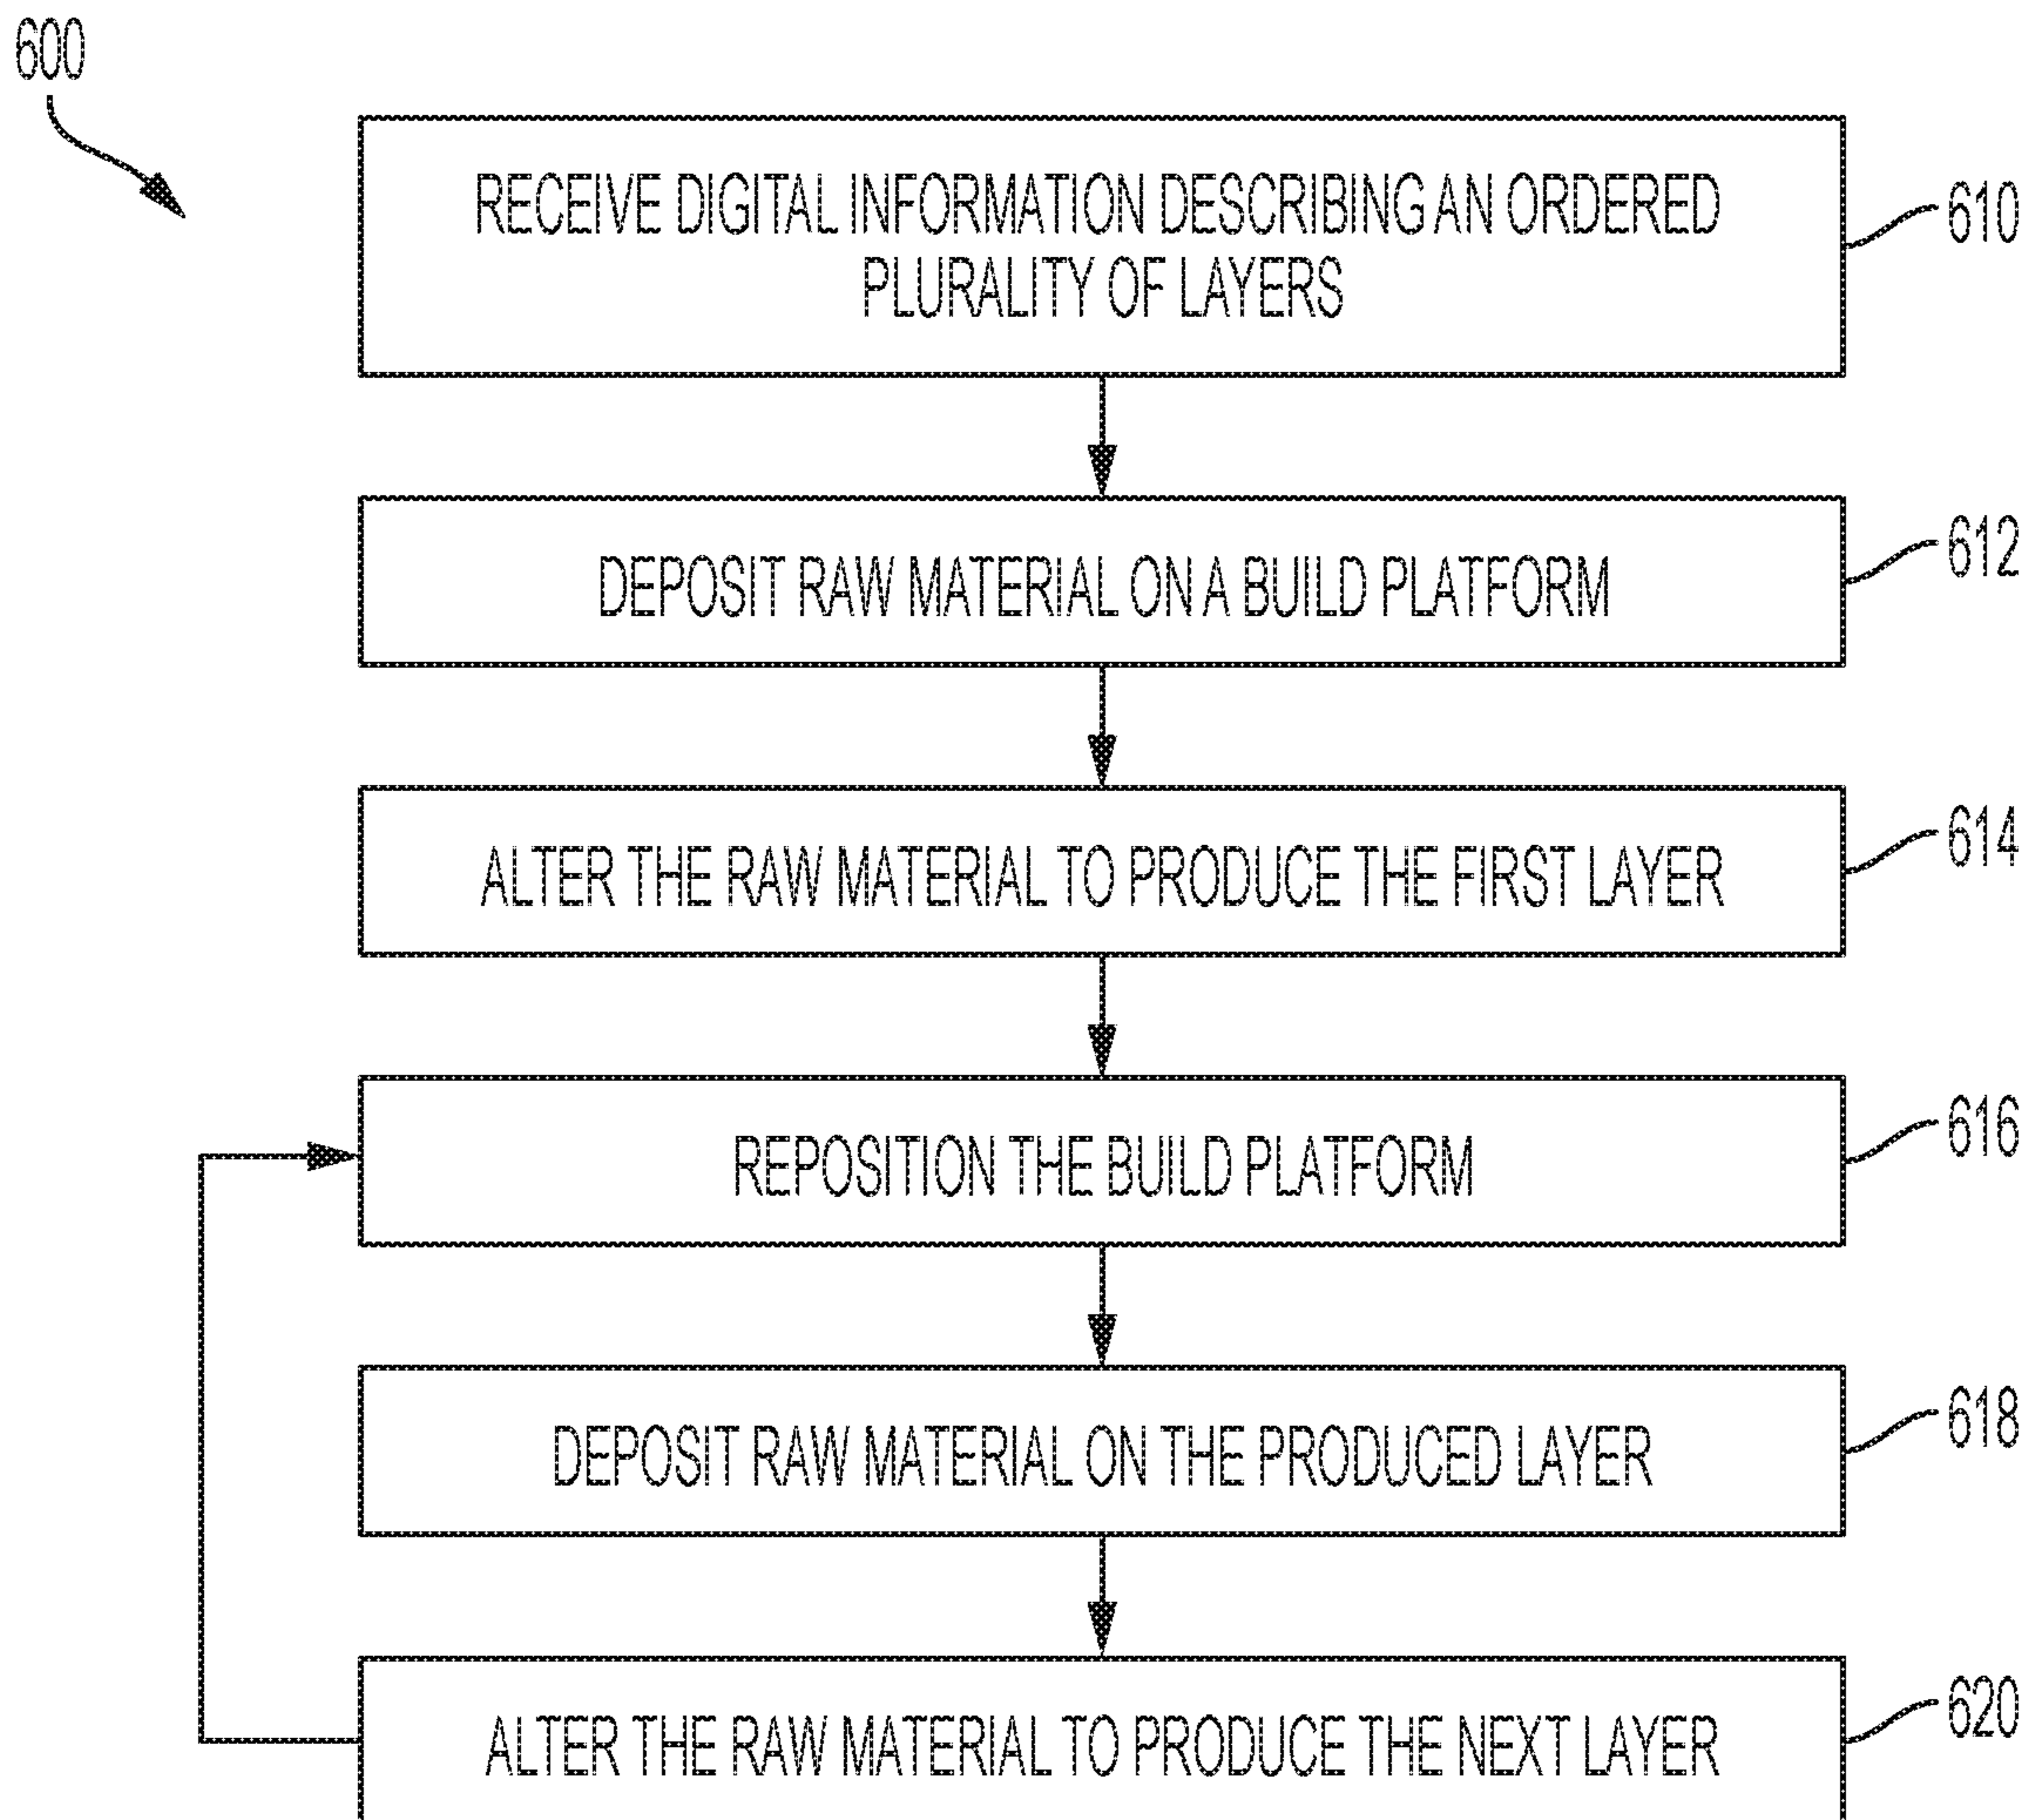 600
RECEIVE DIGITAL INFORMATION DESCRIBING AN ORDERED
PLURALITY OF LAYERS
610
DEPOSIT RAW MATERIAL ON A BUILD PLATFORM
612
ALTER THE RAW MATERIAL TO PRODUCE THE FIRST LAYER
614
REPOSITION THE BUILD PLATFORM
616
DEPOSIT RAW MATERIAL ON THE PRODUCED LAYER
618
ALTER THE RAW MATERIAL TO PRODUCE THE NEXT LAYER
620